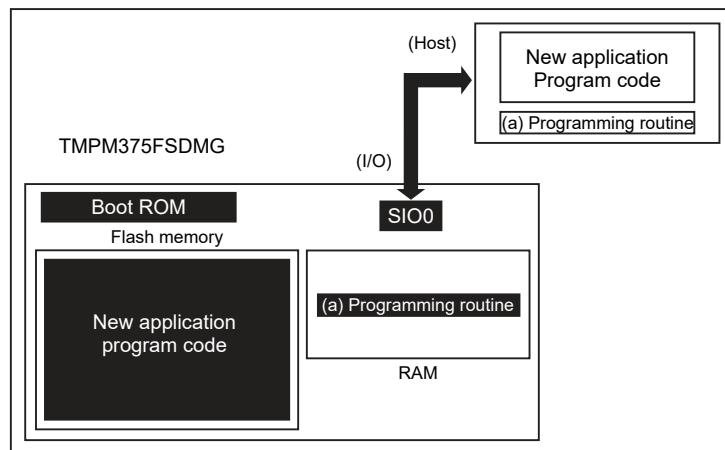 (Host)
New application
Program code
(a) Programming routine
TMPM375FSDMG
(I/O)
Boot ROM
SIO0
Flash memory
New application
program code
(a) Programming routine
RAM